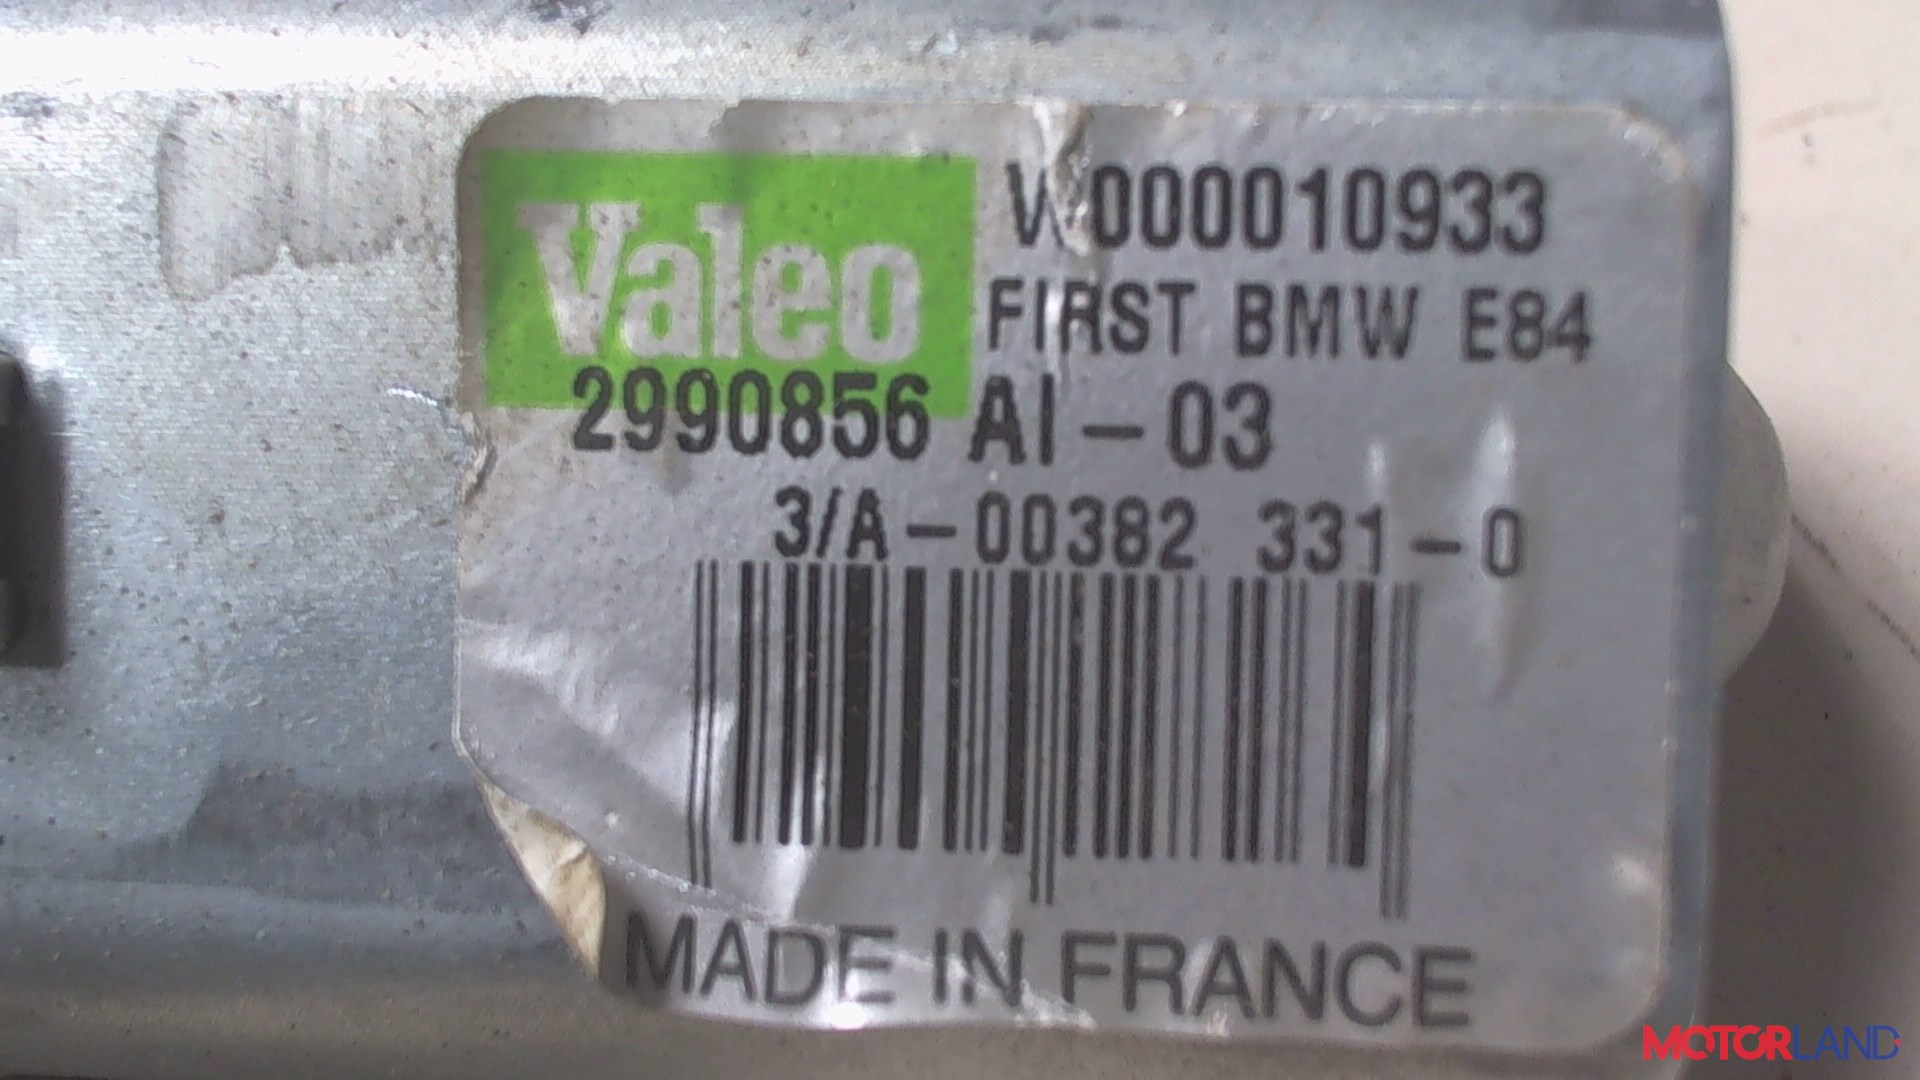 Valeo
W000010933
FIRST BMW E84
2990856 AI-03
3/A-00382 331-0
MADE IN FRANCE
MOTORLAND